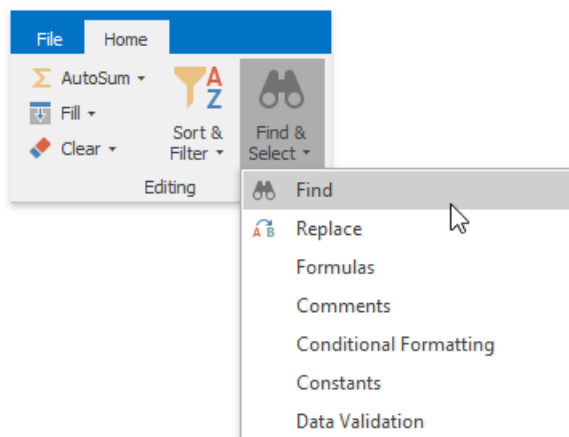 File Home
AutoSum
Fill
Clear
Sort &
Filter
Find &
Select
Editing
Find
Replace
Formulas
Comments
Conditional Formatting
Constants
Data Validation